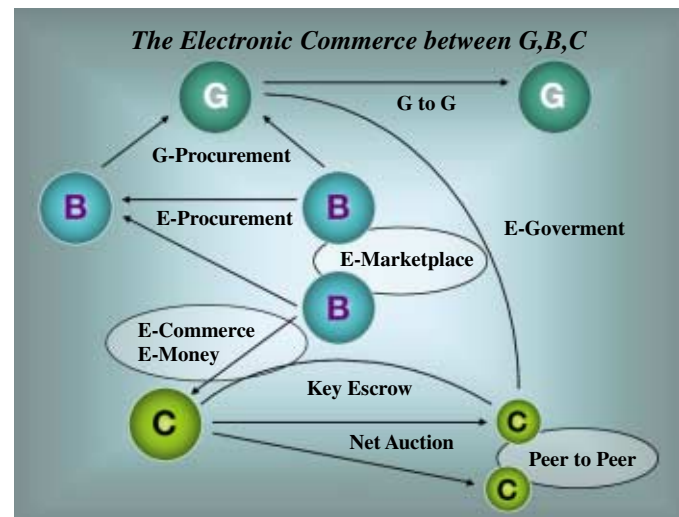 The Electronic Commerce between G,B,C
G
G
G to G
G-Procurement
B
B
E-Procurement
E-Goverment
E-Marketplace
B
E-Commerce
E-Money
Key Escrow
C
C
Net Auction
Peer to Peer
C